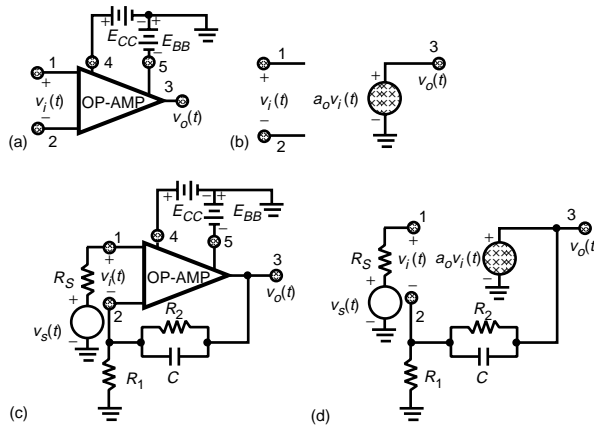 + − − +
E_CC
E_BB
4
−
5
1
+
v_i(t)
−
2
OP-AMP
3
v_o(t)
(a)
1
+
v_i(t)
−
2
+
a_o v_i(t)
−
3
v_o(t)
(b)
+ − − +
E_CC
E_BB
4
−
5
1
+
v_i(t)
−
2
OP-AMP
3
v_o(t)
R_S
+
v_s(t)
−
R_2
C
R_1
(c)
1
+
v_i(t)
−
2
R_S
+
v_s(t)
−
+
a_o v_i(t)
−
3
v_o(t)
R_2
C
R_1
(d)